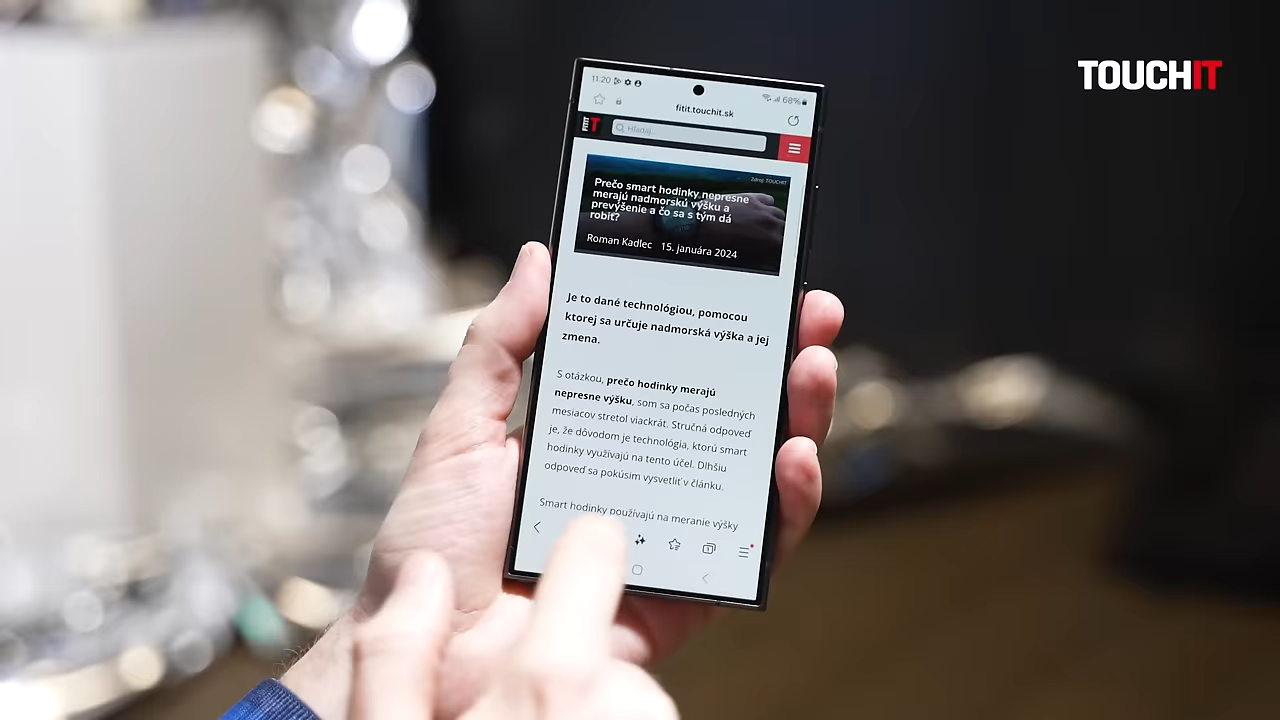 TOUCHIT
11:20
68%
fitit.touchit.sk
FITIT
Hľadaj...
Zdroj: TOUCHIT
Prečo smart hodinky nepresne
merajú nadmorskú výšku a
prevýšenie a čo sa s tým dá
robiť?
Roman Kadlec 15. januára 2024
Je to dané technológiou, pomocou
ktorej sa určuje nadmorská výška a jej
zmena.
S otázkou, prečo hodinky merajú
nepresne výšku, som sa počas posledných
mesiacov stretol viackrát. Stručná odpoveď
je, že dôvodom je technológia, ktorú smart
hodinky využívajú na tento účel. Dlhšiu
odpoveď sa pokúsim vysvetliť v článku.
Smart hodinky používajú na meranie výšky